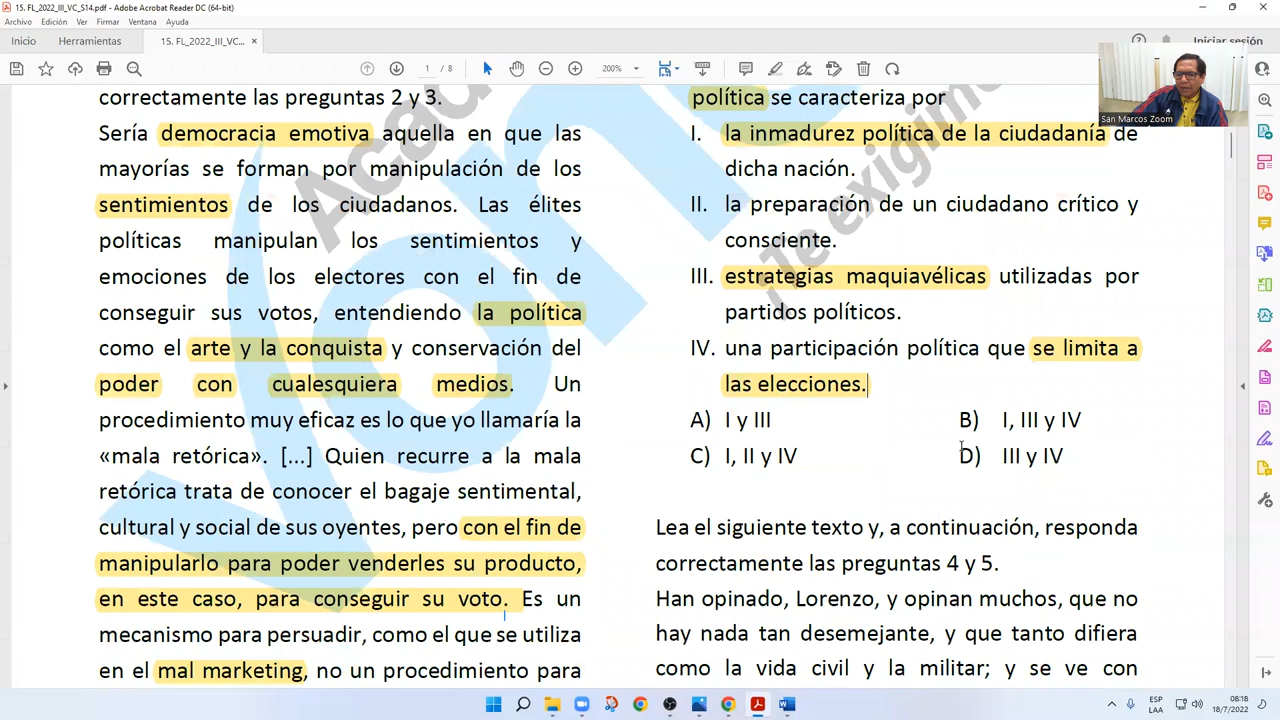 15. FL_2022_III_VC_S14.pdf - Adobe Acrobat Reader DC (64-bit)
Archivo Edición Ver Firmar Ventana Ayuda
Inicio Herramientas 15. FL_2022_III_VC... × Iniciar sesión
1 / 8 200%
San Marcos Zoom
correctamente las preguntas 2 y 3.
Sería democracia emotiva aquella en que las
mayorías se forman por manipulación de los
sentimientos de los ciudadanos. Las élites
políticas manipulan los sentimientos y
emociones de los electores con el fin de
conseguir sus votos, entendiendo la política
como el arte y la conquista y conservación del
poder con cualesquiera medios. Un
procedimiento muy eficaz es lo que yo llamaría la
«mala retórica». [...] Quien recurre a la mala
retórica trata de conocer el bagaje sentimental,
cultural y social de sus oyentes, pero con el fin de
manipularlo para poder venderles su producto,
en este caso, para conseguir su voto. Es un
mecanismo para persuadir, como el que se utiliza
en el mal marketing, no un procedimiento para
política se caracteriza por
I. la inmadurez política de la ciudadanía de
dicha nación.
II. la preparación de un ciudadano crítico y
consciente.
III. estrategias maquiavélicas utilizadas por
partidos políticos.
IV. una participación política que se limita a
las elecciones.
A) I y III B) I, III y IV
C) I, II y IV D) III y IV
Lea el siguiente texto y, a continuación, responda
correctamente las preguntas 4 y 5.
Han opinado, Lorenzo, y opinan muchos, que no
hay nada tan desemejante, y que tanto difiera
como la vida civil y la militar; y se ve con
Vonex
Acad
¡Te exigimo
ESP
LAA
08:18
18/7/2022